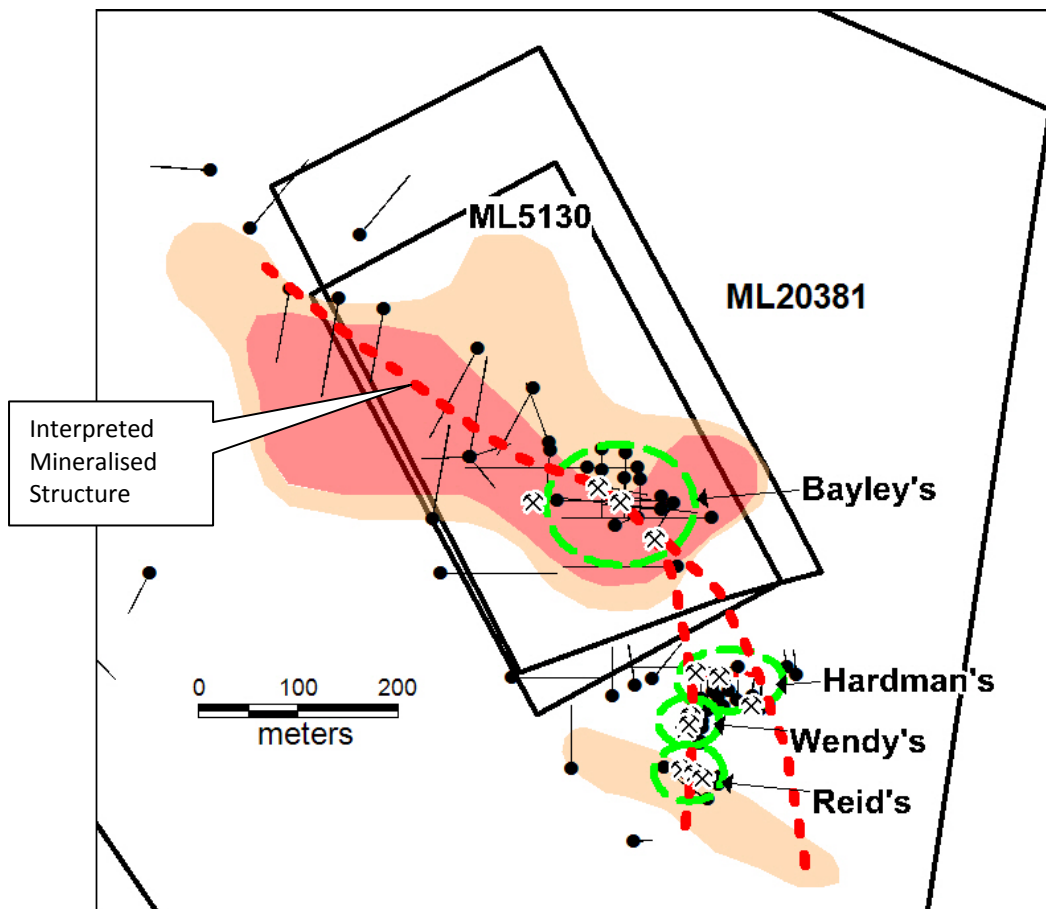 ML5130
ML20381
Interpreted
Mineralised
Structure
Bayley's
0 100 200
meters
Hardman's
Wendy's
Reid's